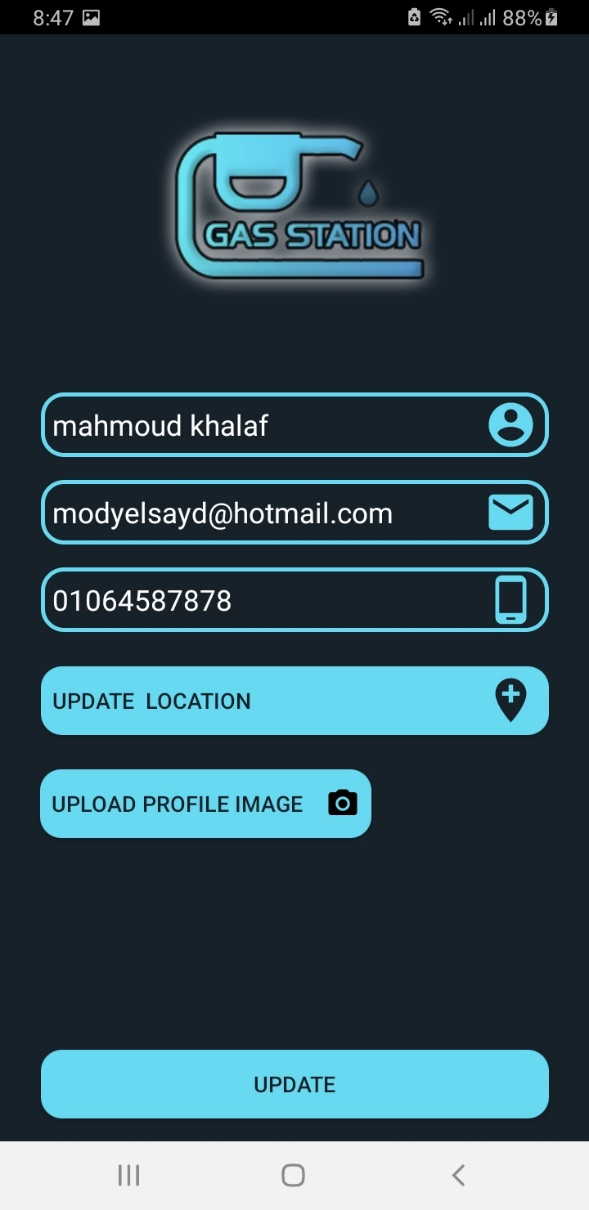 8:47
88%
GAS STATION
mahmoud khalaf
modyelsayd@hotmail.com
01064587878
UPDATE  LOCATION
UPLOAD PROFILE IMAGE
UPDATE